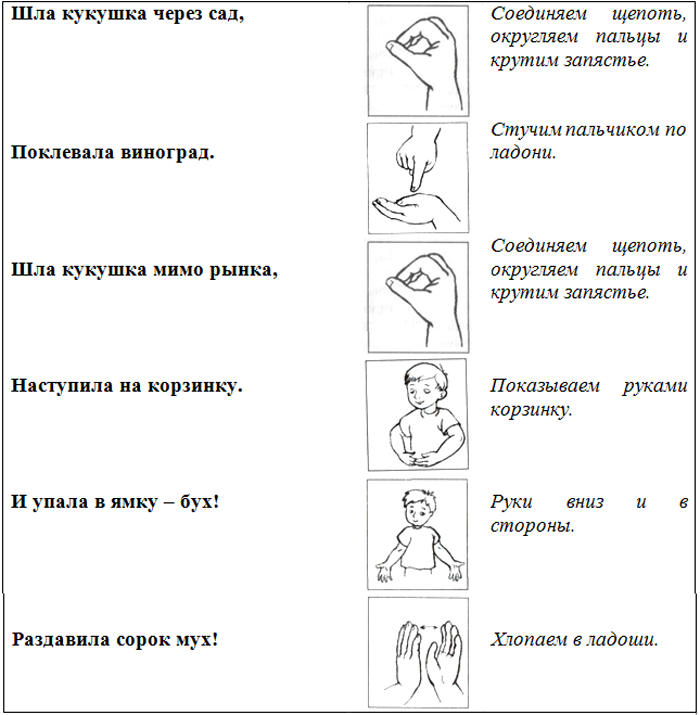 Шла кукушка через сад,
Соединяем щепоть,
округляем пальцы и
крутим запястье.
Поклевала виноград.
Стучим пальчиком по
ладони.
Шла кукушка мимо рынка,
Соединяем щепоть,
округляем пальцы и
крутим запястье.
Наступила на корзинку.
Показываем руками
корзинку.
И упала в ямку – бух!
Руки вниз и в
стороны.
Раздавила сорок мух!
Хлопаем в ладоши.